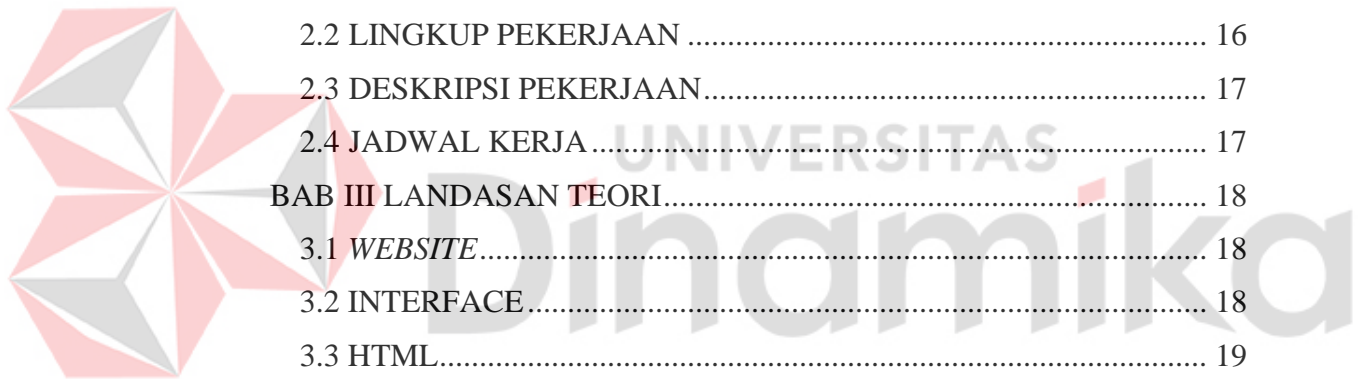 2.2 LINGKUP PEKERJAAN ........................................................................... 16
2.3 DESKRIPSI PEKERJAAN ......................................................................... 17
2.4 JADWAL KERJA ......................................................................................... 17
UNIVERSITAS
Dinamika
BAB III LANDASAN TEORI ............................................................................... 18
3.1 WEBSITE ......................................................................................................... 18
3.2 INTERFACE .................................................................................................. 18
3.3 HTML ............................................................................................................... 19